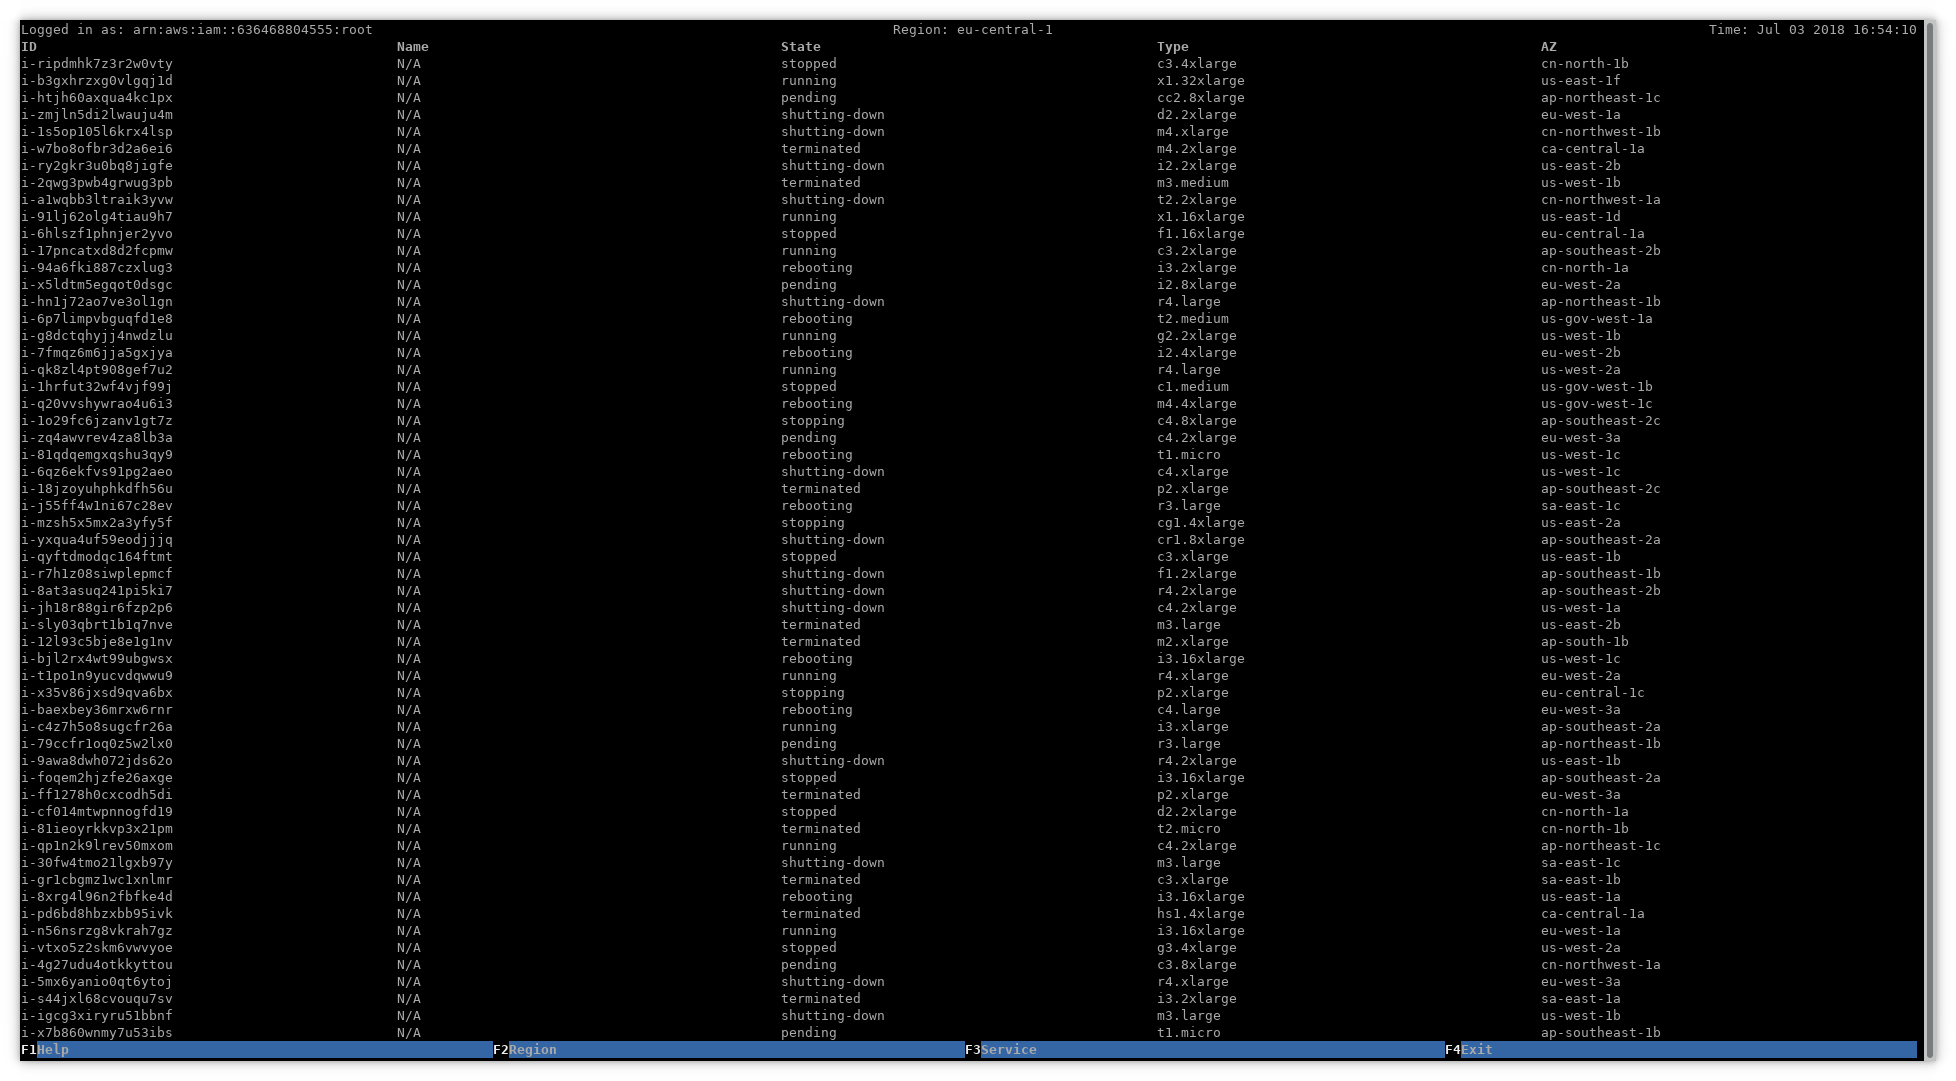 Logged in as: arn:aws:iam::636468804555:root Region: eu-central-1 Time: Jul 03 2018 16:54:10
ID Name State Type AZ
i-ripdmhk7z3r2w0vty N/A stopped c3.4xlarge cn-north-1b
i-b3gxhrzxg0vlgqj1d N/A running x1.32xlarge us-east-1f
i-htjh60axqua4kc1px N/A pending cc2.8xlarge ap-northeast-1c
i-zmjln5di2lwauju4m N/A shutting-down d2.2xlarge eu-west-1a
i-1s5op105l6krx4lsp N/A shutting-down m4.xlarge cn-northwest-1b
i-w7bo8ofbr3d2a6ei6 N/A terminated m4.2xlarge ca-central-1a
i-ry2gkr3u0bq8jigfe N/A shutting-down i2.2xlarge us-east-2b
i-2qwg3pwb4grwug3pb N/A terminated m3.medium us-west-1b
i-a1wqbb3ltraik3yvw N/A shutting-down t2.2xlarge cn-northwest-1a
i-91lj62olg4tiau9h7 N/A running x1.16xlarge us-east-1d
i-6hlszf1phnjer2yvo N/A stopped f1.16xlarge eu-central-1a
i-17pncatxd8d2fcpmw N/A running c3.2xlarge ap-southeast-2b
i-94a6fki887czxlug3 N/A rebooting i3.2xlarge cn-north-1a
i-x5ldtm5egqot0dsgc N/A pending i2.8xlarge eu-west-2a
i-hn1j72ao7ve3ol1gn N/A shutting-down r4.large ap-northeast-1b
i-6p7limpvbguqfd1e8 N/A rebooting t2.medium us-gov-west-1a
i-g8dctqhyjj4nwdzlu N/A running g2.2xlarge us-west-1b
i-7fmqz6m6jja5gxjya N/A rebooting i2.4xlarge eu-west-2b
i-qk8zl4pt908gef7u2 N/A running r4.large us-west-2a
i-1hrfut32wf4vjf99j N/A stopped c1.medium us-gov-west-1b
i-q20vvshywrao4u6i3 N/A rebooting m4.4xlarge us-gov-west-1c
i-1o29fc6jzanv1gt7z N/A stopping c4.8xlarge ap-southeast-2c
i-zq4awvrev4za8lb3a N/A pending c4.2xlarge eu-west-3a
i-81qdqemgxqshu3qy9 N/A rebooting t1.micro us-west-1c
i-6qz6ekfvs91pg2aeo N/A shutting-down c4.xlarge us-west-1c
i-18jzoyuhphkdfh56u N/A terminated p2.xlarge ap-southeast-2c
i-j55ff4w1ni67c28ev N/A rebooting r3.large sa-east-1c
i-mzsh5x5mx2a3yfy5f N/A stopping cg1.4xlarge us-east-2a
i-yxqua4uf59eodjjjq N/A shutting-down cr1.8xlarge ap-southeast-2a
i-qyftdmodqc164ftmt N/A stopped c3.xlarge us-east-1b
i-r7h1z08siwplepmcf N/A shutting-down f1.2xlarge ap-southeast-1b
i-8at3asuq241pi5ki7 N/A shutting-down r4.2xlarge ap-southeast-2b
i-jh18r88gir6fzp2p6 N/A shutting-down c4.2xlarge us-west-1a
i-sly03qbrt1b1q7nve N/A terminated m3.large us-east-2b
i-12l93c5bje8e1g1nv N/A terminated m2.xlarge ap-south-1b
i-bjl2rx4wt99ubgwsx N/A rebooting i3.16xlarge us-west-1c
i-t1po1n9yucvdqwwu9 N/A running r4.xlarge eu-west-2a
i-x35v86jxsd9qva6bx N/A stopping p2.xlarge eu-central-1c
i-baexbey36mrxw6rnr N/A rebooting c4.large eu-west-3a
i-c4z7h5o8sugcfr26a N/A running i3.xlarge ap-southeast-2a
i-79ccfr1oq0z5w2lx0 N/A pending r3.large ap-northeast-1b
i-9awa8dwh072jds62o N/A shutting-down r4.2xlarge us-east-1b
i-foqem2hjzfe26axge N/A stopped i3.16xlarge ap-southeast-2a
i-ff1278h0cxcodh5di N/A terminated p2.xlarge eu-west-3a
i-cf014mtwpnnogfd19 N/A stopped d2.2xlarge cn-north-1a
i-81ieoyrkkvp3x21pm N/A terminated t2.micro cn-north-1b
i-qp1n2k9lrev50mxom N/A running c4.2xlarge ap-northeast-1c
i-30fw4tmo21lgxb97y N/A shutting-down m3.large sa-east-1c
i-gr1cbgmz1wc1xnlmr N/A terminated c3.xlarge sa-east-1b
i-8xrg4l96n2fbfke4d N/A rebooting i3.16xlarge us-east-1a
i-pd6bd8hbzxbb95ivk N/A terminated hs1.4xlarge ca-central-1a
i-n56nsrzg8vkrah7gz N/A running i3.16xlarge eu-west-1a
i-vtxo5z2skm6vwvyoe N/A stopped g3.4xlarge us-west-2a
i-4g27udu4otkkyttou N/A pending c3.8xlarge cn-northwest-1a
i-5mx6yanio0qt6ytoj N/A shutting-down r4.xlarge eu-west-3a
i-s44jxl68cvouqu7sv N/A terminated i3.2xlarge sa-east-1a
i-igcg3xiryru51bbnf N/A shutting-down m3.large us-west-1b
i-x7b860wnmy7u53ibs N/A pending t1.micro ap-southeast-1b
F1Help F2Region F3Service F4Exit